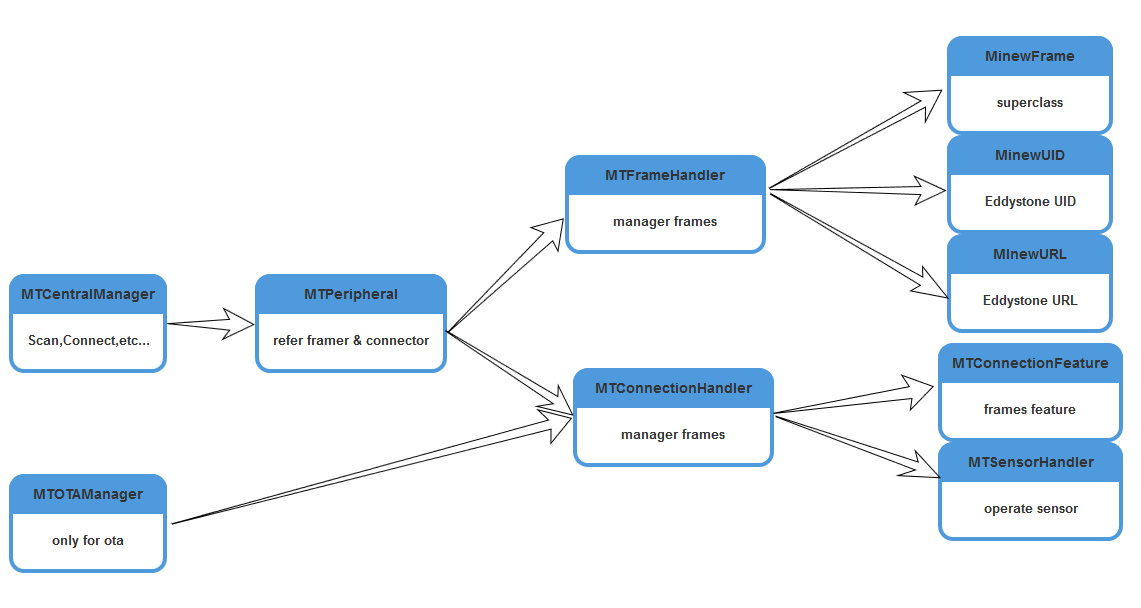 MinewFrame
superclass
MinewUID
Eddystone UID
MInewURL
Eddystone URL
MTFrameHandler
manager frames
MTCentralManager
Scan,Connect,etc...
MTPeripheral
refer framer & connector
MTConnectionHandler
manager frames
MTConnectionFeature
frames feature
MTSensorHandler
operate sensor
MTOTAManager
only for ota